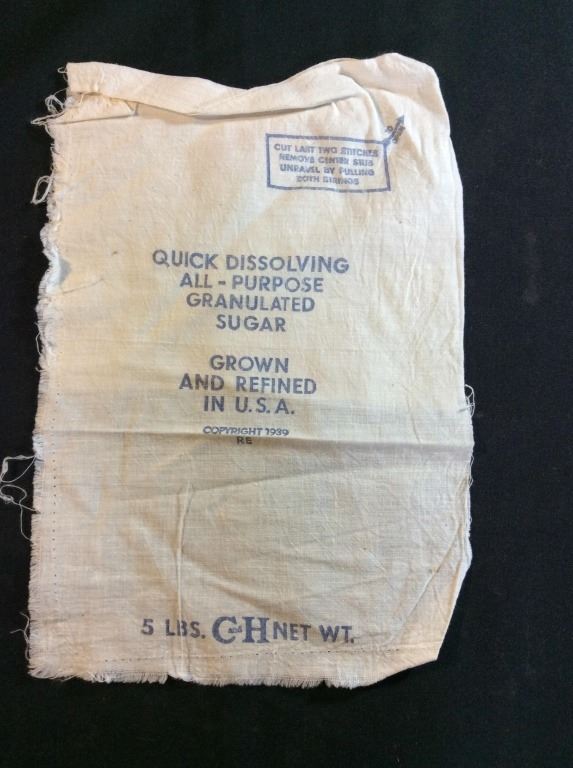 CUT LAST TWO STITCHES
REMOVE CENTER STRIP
UNRAVEL BY PULLING
BOTH STRINGS
QUICK DISSOLVING
ALL - PURPOSE
GRANULATED
SUGAR
GROWN
AND REFINED
IN U.S.A.
COPYRIGHT 1939
RE
5 LBS. C and H NET WT.